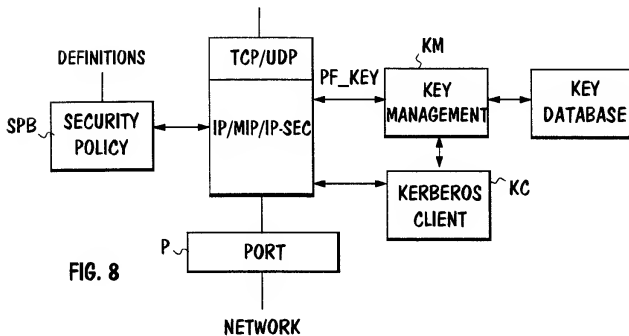 TCP/UDP
IP/MIP/IP-SEC
DEFINITIONS
SPB
SECURITY
POLICY
PF_KEY
KM
KEY
MANAGEMENT
KEY
DATABASE
KERBEROS
CLIENT
KC
P
PORT
FIG. 8
NETWORK